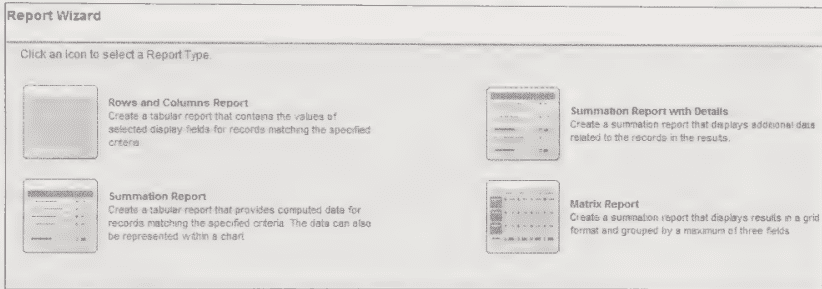 Report Wizard
Click an icon to select a Report Type.
Rows and Columns Report
Create a tabular report that contains the values of
selected display fields for records matching the specified
criteria
Summation Report
Create a tabular report that provides computed data for
records matching the specified criteria. The data can also
be represented within a chart
Summation Report with Details
Create a summation report that displays additional data
related to the records in the results.
Matrix Report
Create a summation report that displays results in a grid
format and grouped by a maximum of three fields